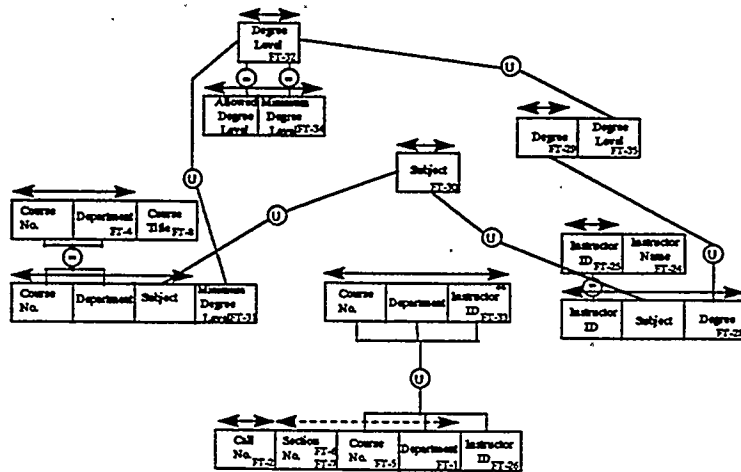 Degree
Level
FT-32
U
=
=
Allowed
Degree
Level
Minimum
Degree
Level
FT-34
Degree
FT-29
Degree
Level
FT-35
Subject
FT-30
U
U
U
Course
No.
Department
FT-4
Course
Title
FT-8
=
Instructor
ID
FT-25
Instructor
Name
FT-24
U
=
Course
No.
Department
Subject
Minimum
Degree
Level
FT-31
Course
No.
Department
Instructor
ID
FT-33
Instructor
ID
Subject
Degree
U
Call
No.
FT-2
Section
No.
FT-6
FT-7
Course
No.
FT-5
Department
FT-1
Instructor
ID
FT-26